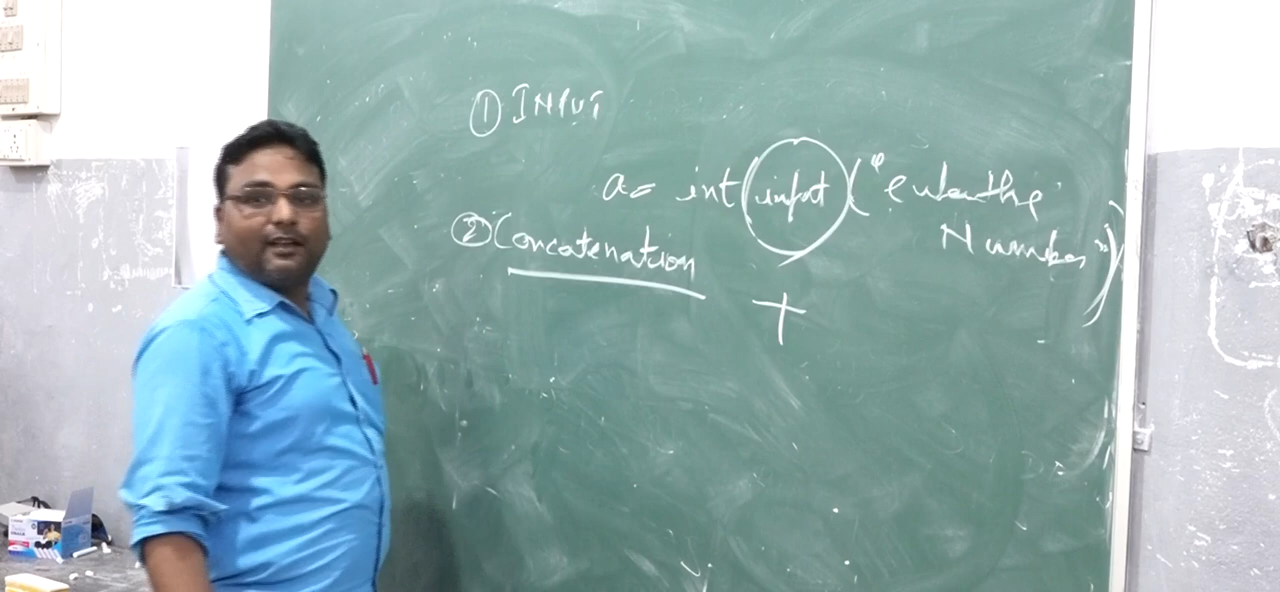 ① INPUT
a= int(input("enter the
Number"))
② Concatenation
+